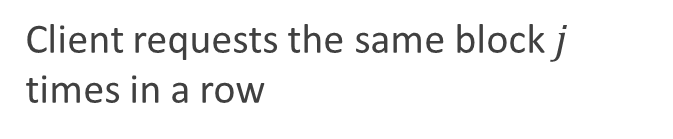 Client requests the same block j
times in a row